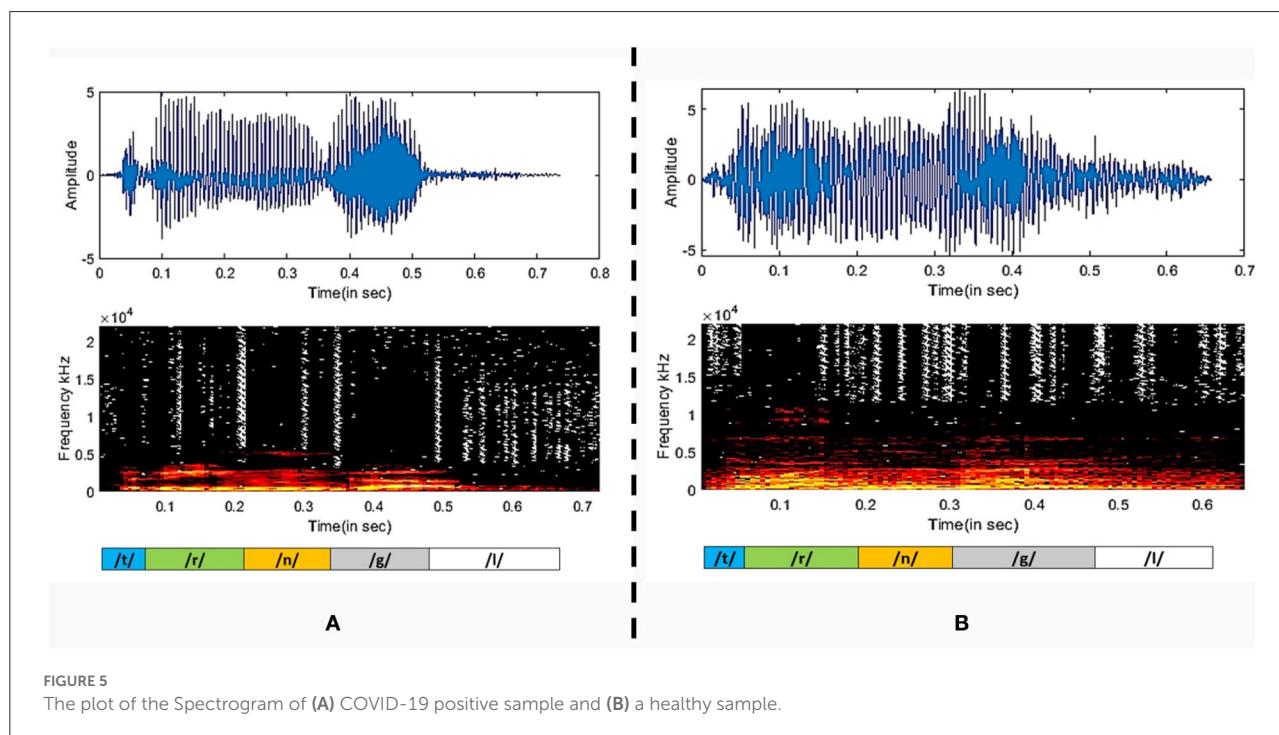 5
0
-5
Amplitude
0 0.1 0.2 0.3 0.4 0.5 0.6 0.7 0.8
Time(in sec)
×10⁴
2
1.5
1
0.5
0
Frequency kHz
0.1 0.2 0.3 0.4 0.5 0.6 0.7
Time(in sec)
/t/ /r/ /n/ /g/ /l/
A
5
0
-5
Amplitude
0 0.1 0.2 0.3 0.4 0.5 0.6 0.7
Time(in sec)
×10⁴
2
1.5
1
0.5
0
Frequency kHz
0.1 0.2 0.3 0.4 0.5 0.6
Time(in sec)
/t/ /r/ /n/ /g/ /l/
B
FIGURE 5
The plot of the Spectrogram of (A) COVID-19 positive sample and (B) a healthy sample.